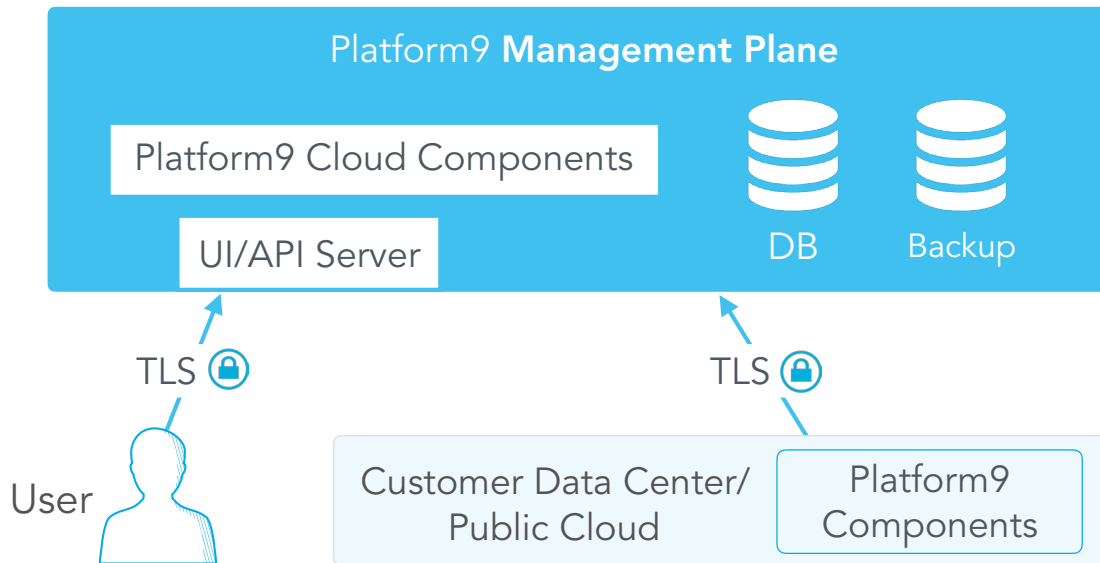 Platform9 Management Plane
Platform9 Cloud Components
UI/API Server
DB
Backup
TLS
TLS
User
Customer Data Center/
Public Cloud
Platform9
Components